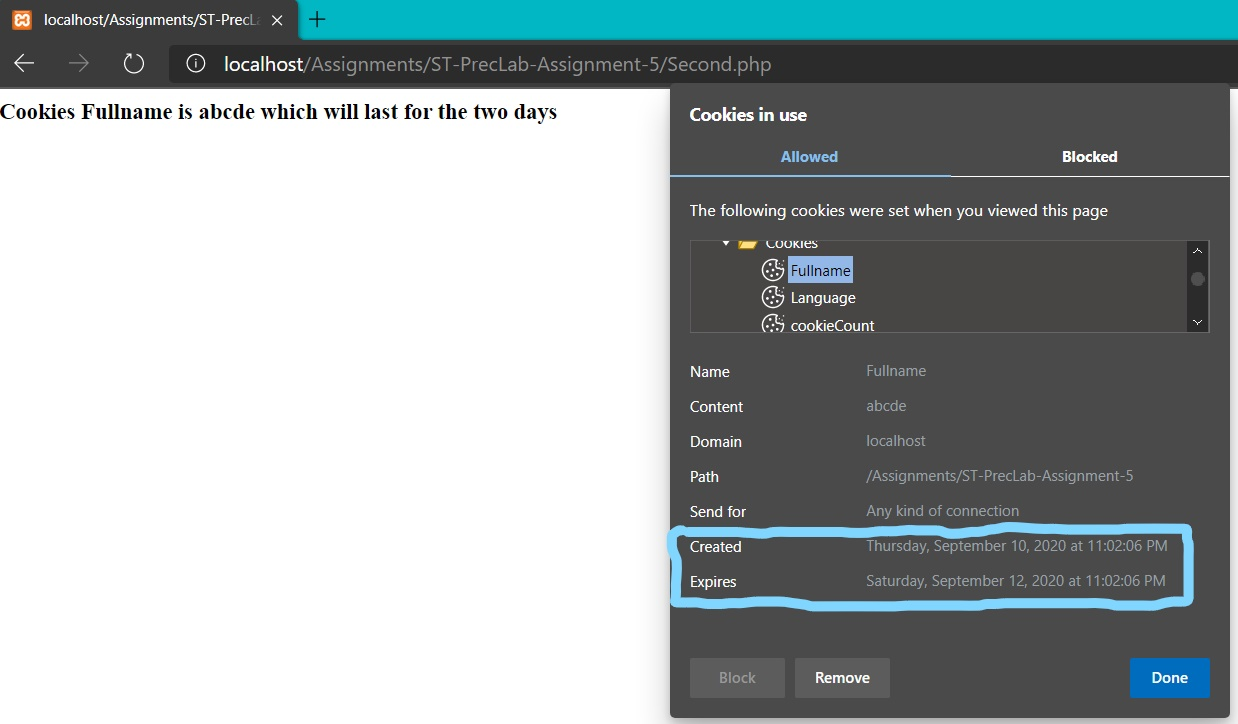 localhost/Assignments/ST-PrecL
localhost/Assignments/ST-PrecLab-Assignment-5/Second.php
Cookies Fullname is abcde which will last for the two days
Cookies in use
Allowed Blocked
The following cookies were set when you viewed this page
Cookies
Fullname
Language
cookieCount
Name Fullname
Content abcde
Domain localhost
Path /Assignments/ST-PrecLab-Assignment-5
Send for Any kind of connection
Created Thursday, September 10, 2020 at 11:02:06 PM
Expires Saturday, September 12, 2020 at 11:02:06 PM
Block Remove Done